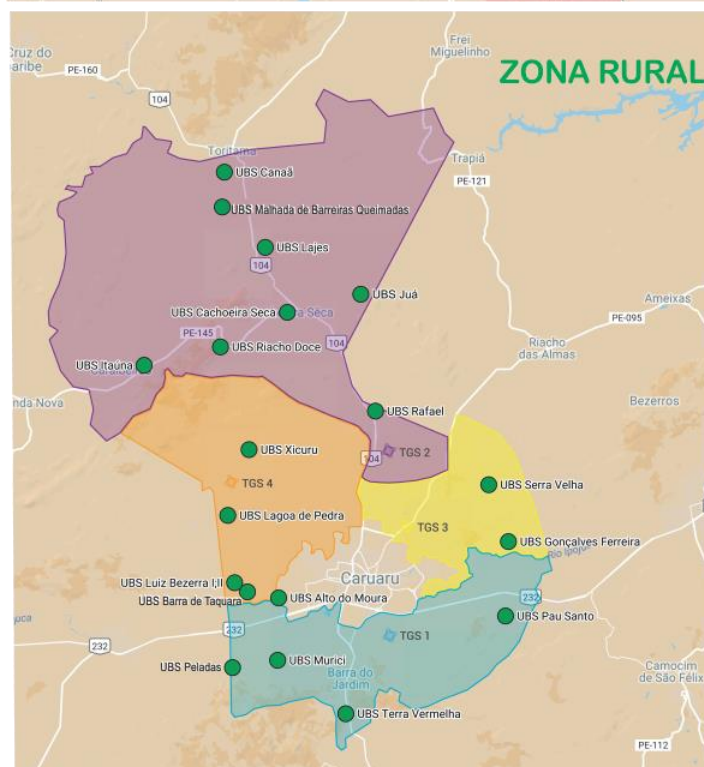 Cruz do
aribe
PE-160
104
Frei
Miguelinho
ZONA RURAL
Toritama
Trapiá
PE-121
UBS Canaã
UBS Malhada de Barreiras Queimadas
UBS Lajes
104
UBS Juá
Ameixas
UBS Cachoeira Seca
a Sêca
PE-095
PE-145
104
UBS Riacho Doce
Riacho
das Almas
UBS Itaúna
nda Nova
Bezerros
UBS Rafael
UBS Xicuru
104
TGS 2
TGS 4
UBS Serra Velha
UBS Lagoa de Pedra
TGS 3
UBS Gonçalves Ferreira
Rio Ipojuca
UBS Luiz Bezerra I;II
Caruaru
UBS Barra de Taquara
UBS Alto do Moura
232
juca
UBS Pau Santo
232
232
TGS 1
UBS Peladas
UBS Murici
Barra do
Jardim
Camocim
de São Félix
UBS Terra Vermelha
PE-112